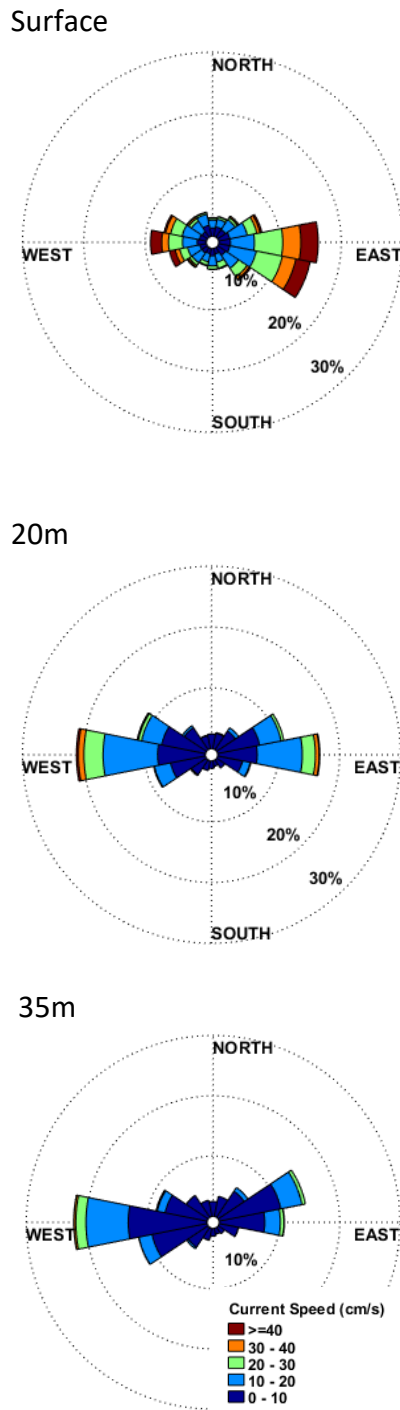 Surface
NORTH
WEST
EAST
10%
20%
30%
SOUTH
20m
NORTH
WEST
EAST
10%
20%
30%
SOUTH
35m
NORTH
WEST
EAST
10%
Current Speed (cm/s)
>=40
30 - 40
20 - 30
10 - 20
0 - 10